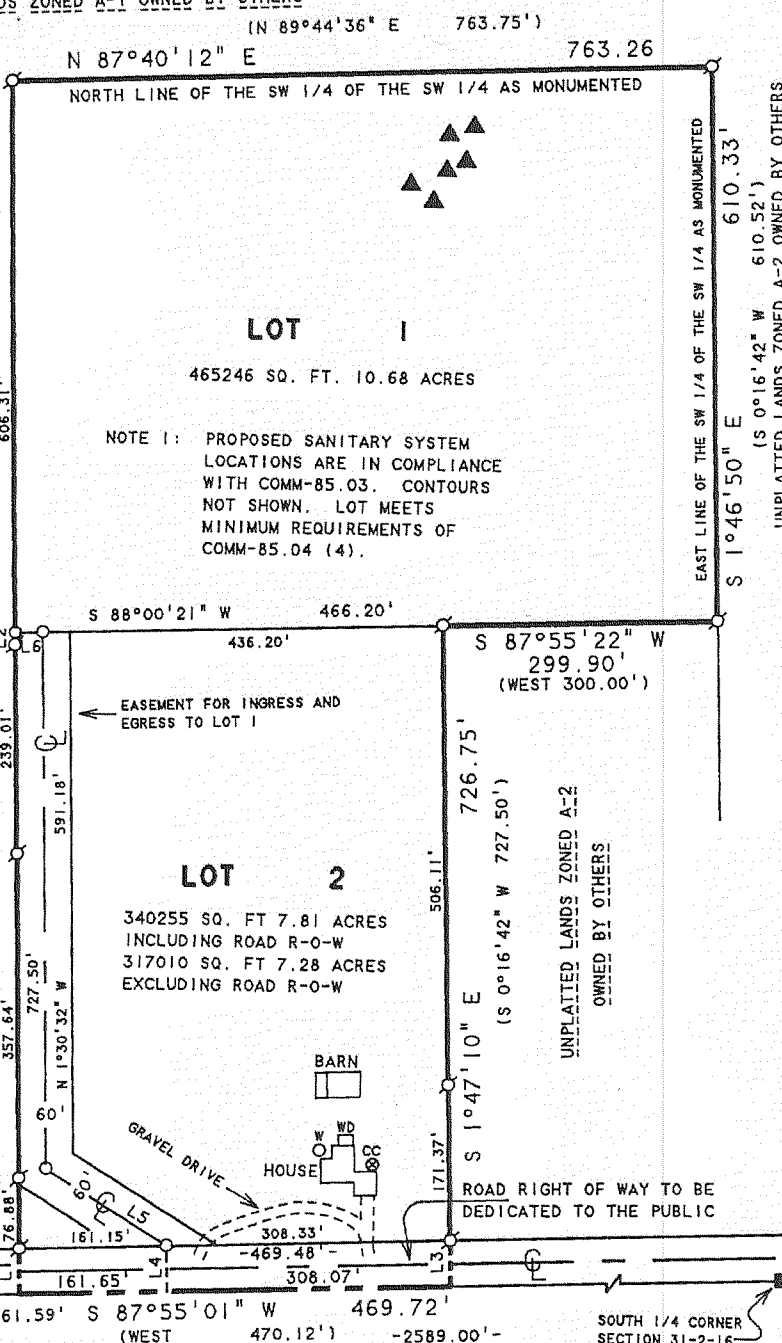 ZONED A-1 OWNED BY OTHERS
(N 89°44'36" E 763.75')
N 87°40'12" E 763.26
NORTH LINE OF THE SW 1/4 OF THE SW 1/4 AS MONUMENTED
EAST LINE OF THE SW 1/4 OF THE SW 1/4 AS MONUMENTED
S 1°46'50" E 610.33'
(S 0°16'42" W 610.52')
UNPLATTED LANDS ZONED A-2 OWNED BY OTHERS
LOT 1
465246 SQ. FT. 10.68 ACRES
606.31'
NOTE 1: PROPOSED SANITARY SYSTEM
LOCATIONS ARE IN COMPLIANCE
WITH COMM-85.03. CONTOURS
NOT SHOWN. LOT MEETS
MINIMUM REQUIREMENTS OF
COMM-85.04 (4).
S 88°00'21" W 466.20'
L2
L6
436.20'
S 87°55'22" W
299.90'
(WEST 300.00')
EASEMENT FOR INGRESS AND
EGRESS TO LOT 1
239.01'
591.18'
726.75'
(S 0°16'42" W 727.50')
506.11'
UNPLATTED LANDS ZONED A-2
OWNED BY OTHERS
LOT 2
340255 SQ. FT 7.81 ACRES
INCLUDING ROAD R-O-W
317010 SQ. FT 7.28 ACRES
EXCLUDING ROAD R-O-W
357.64'
727.50'
N 1°30'32" W
S 1°47'10" E
BARN
60'
WD
W
CC
HOUSE
GRAVEL DRIVE
171.37'
60'
L5
76.88'
ROAD RIGHT OF WAY TO BE
DEDICATED TO THE PUBLIC
161.15'
308.33'
-469.48'-
L4
L3
161.65'
308.07'
61.59' S 87°55'01" W 469.72'
(WEST 470.12') -2589.00'-
SOUTH 1/4 CORNER
SECTION 31-2-16